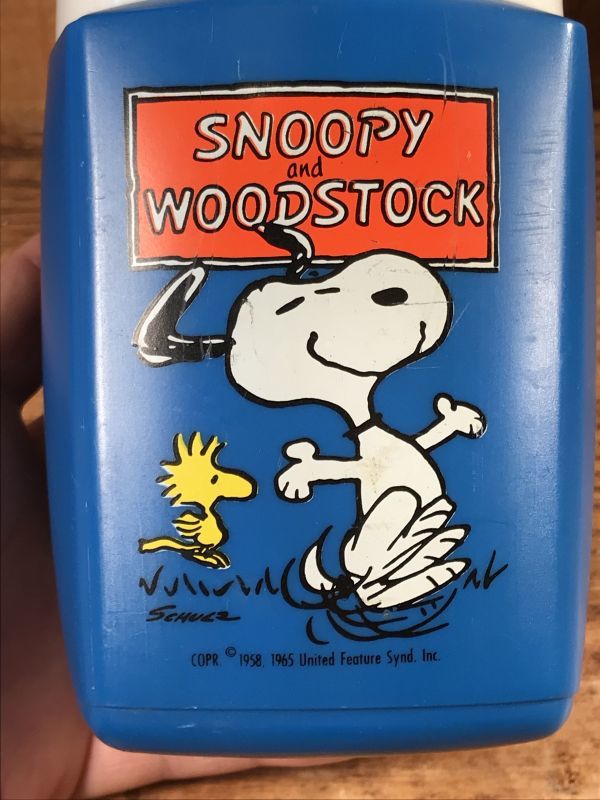 SNOOPY
and
WOODSTOCK
SCHULZ
COPR. © 1958, 1965 United Feature Synd. Inc.